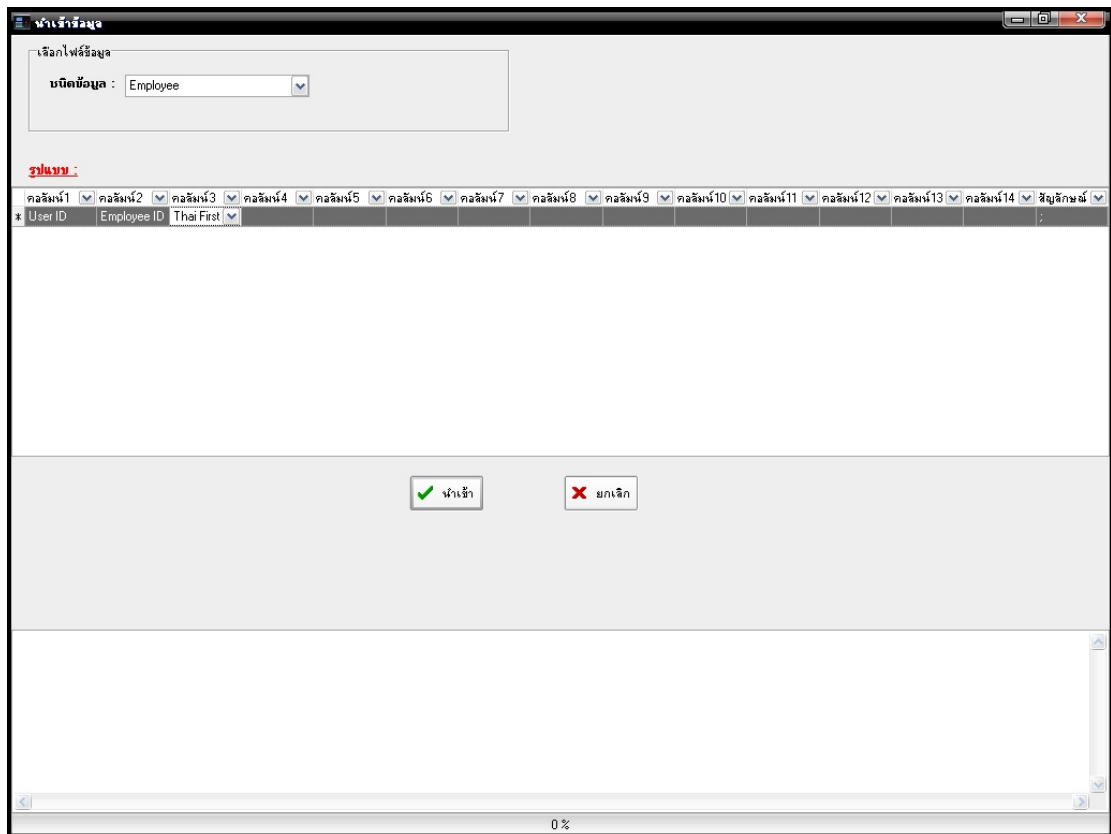 นำเข้าข้อมูล
เลือกไฟล์ข้อมูล
ชนิดข้อมูล : Employee
รูปแบบ :
คอลัมน์1 คอลัมน์2 คอลัมน์3 คอลัมน์4 คอลัมน์5 คอลัมน์6 คอลัมน์7 คอลัมน์8 คอลัมน์9 คอลัมน์10 คอลัมน์11 คอลัมน์12 คอลัมน์13 คอลัมน์14 สัญลักษณ์
* User ID Employee ID Thai First ;
นำเข้า ยกเลิก
0 %